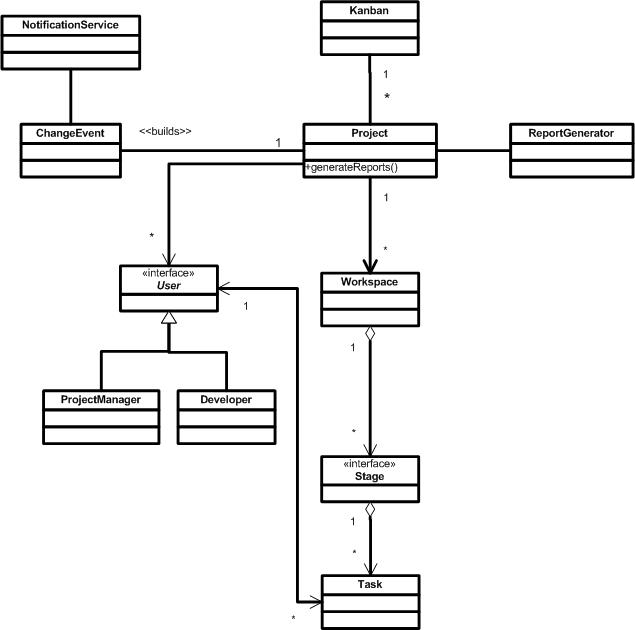 Kanban
NotificationService
1
*
ChangeEvent
<<builds>>
1
Project
ReportGenerator
+generateReports()
1
*
*
«interface»
User
Workspace
1
1
ProjectManager
Developer
*
«interface»
Stage
1
*
Task
*